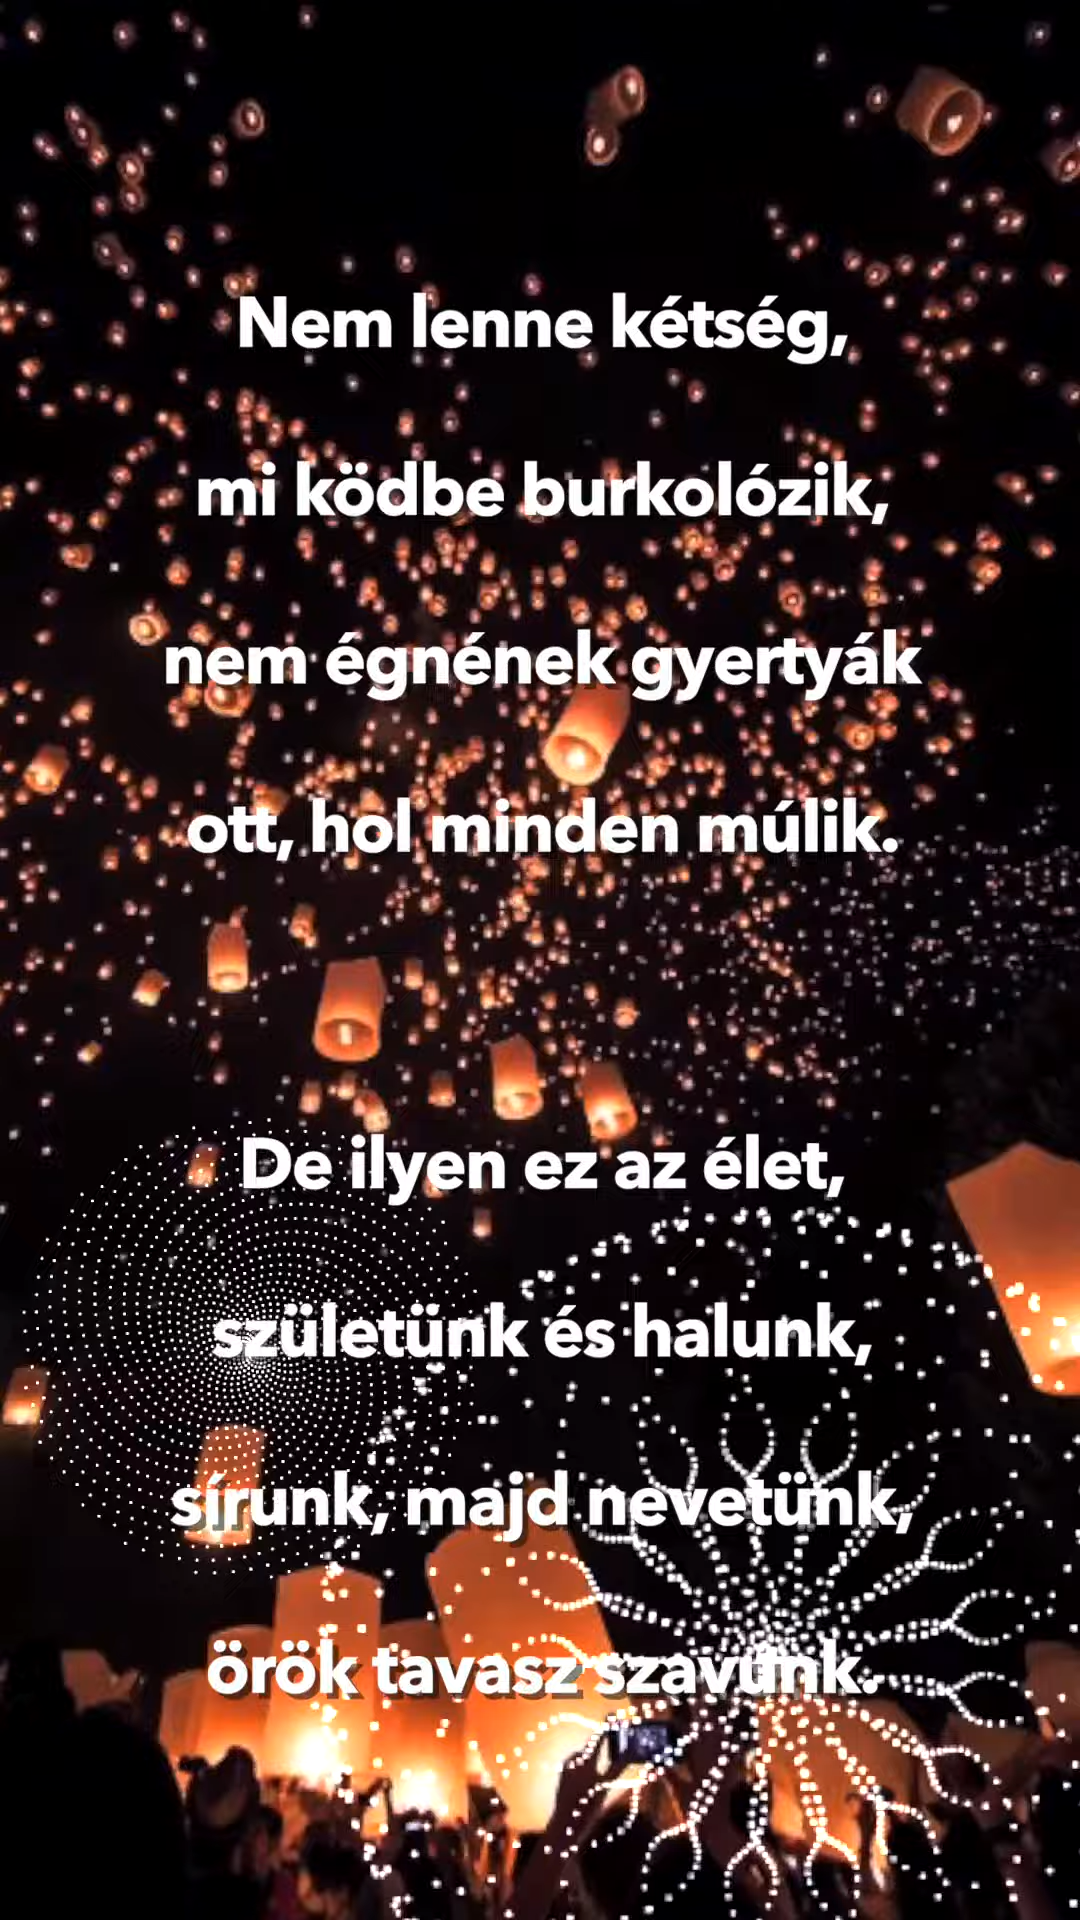 Nem lenne kétség,
mi ködbe burkolózik,
nem égnének gyertyák
ott, hol minden múlik.
De ilyen ez az élet,
születünk és halunk,
sírunk, majd nevetünk,
örök tavasz szavunk.